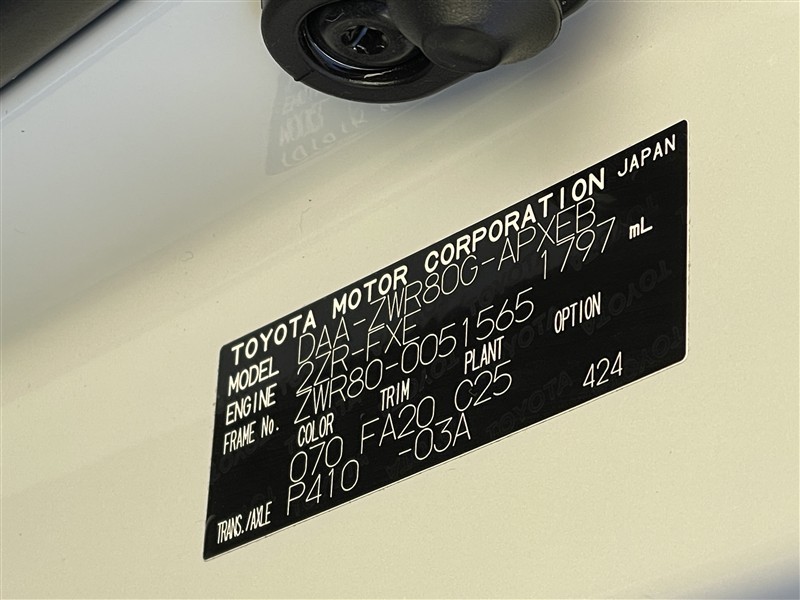 TOYOTA MOTOR CORPORATION JAPAN
MODEL DAA-ZWR80G-APXEB
ENGINE 2ZR-FXE 1797 mL
FRAME No. ZWR80-0051565
COLOR TRIM PLANT OPTION
070 FA20 C25 424
TRANS./AXLE P410 -03A